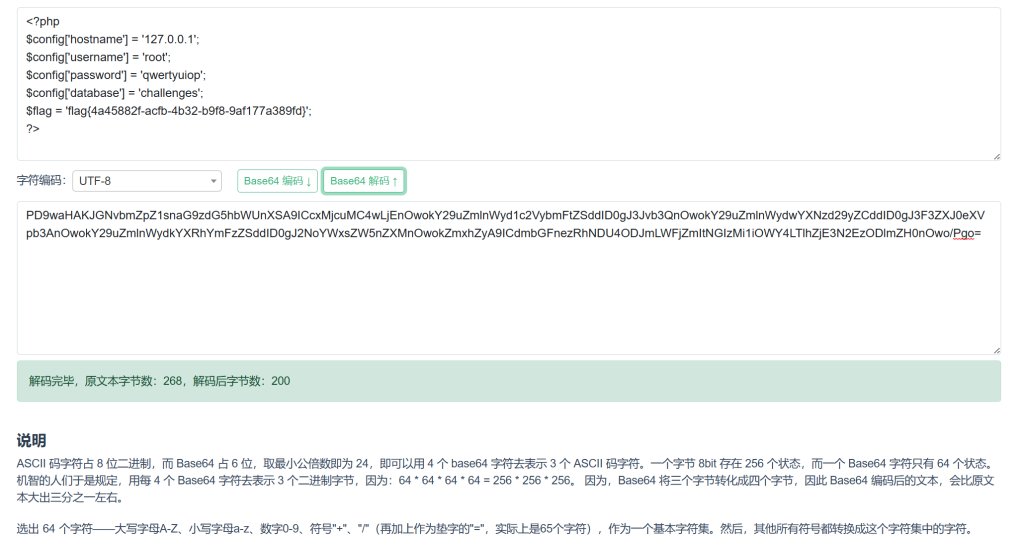 <?php
$config['hostname'] = '127.0.0.1';
$config['username'] = 'root';
$config['password'] = 'qwertyuiop';
$config['database'] = 'challenges';
$flag = 'flag{4a45882f-acfb-4b32-b9f8-9af177a389fd}';
?>
字符编码： UTF-8 Base64 编码 ↓ Base64 解码 ↑
PD9waHAKJGNvbmZpZ1snaG9zdG5hbWUnXSA9ICcxMjcuMC4wLjEnOwokY29uZmlnWyd1c2VybmFtZSddID0gJ3Jvb3QnOwokY29uZmlnWydwYXNzd29yZCddID0gJ3F3ZXJ0eXV
pb3AnOwokY29uZmlnWydkYXRhYmFzZSddID0gJ2NoYWxsZW5nZXMnOwokZmxhZyA9ICdmbGFnezRhNDU4ODJmLWFjZmItNGIzMi1iOWY4LTlhZjE3N2EzODlmZH0nOwo/Pgo=
解码完毕，原文本字节数：268，解码后字节数：200
说明
ASCII 码字符占 8 位二进制，而 Base64 占 6 位，取最小公倍数即为 24，即可以用 4 个 base64 字符去表示 3 个 ASCII 码字符。一个字节 8bit 存在 256 个状态，而一个 Base64 字符只有 64 个状态。
机智的人们于是规定，用每 4 个 Base64 字符去表示 3 个二进制字节，因为：64 * 64 * 64 * 64 = 256 * 256 * 256。 因为，Base64 将三个字节转化成四个字节，因此 Base64 编码后的文本，会比原文
本大出三分之一左右。
选出 64 个字符——大写字母A-Z、小写字母a-z、数字0-9、符号"+"、"/"（再加上作为垫字的"="，实际上是65个字符），作为一个基本字符集。然后，其他所有符号都转换成这个字符集中的字符。